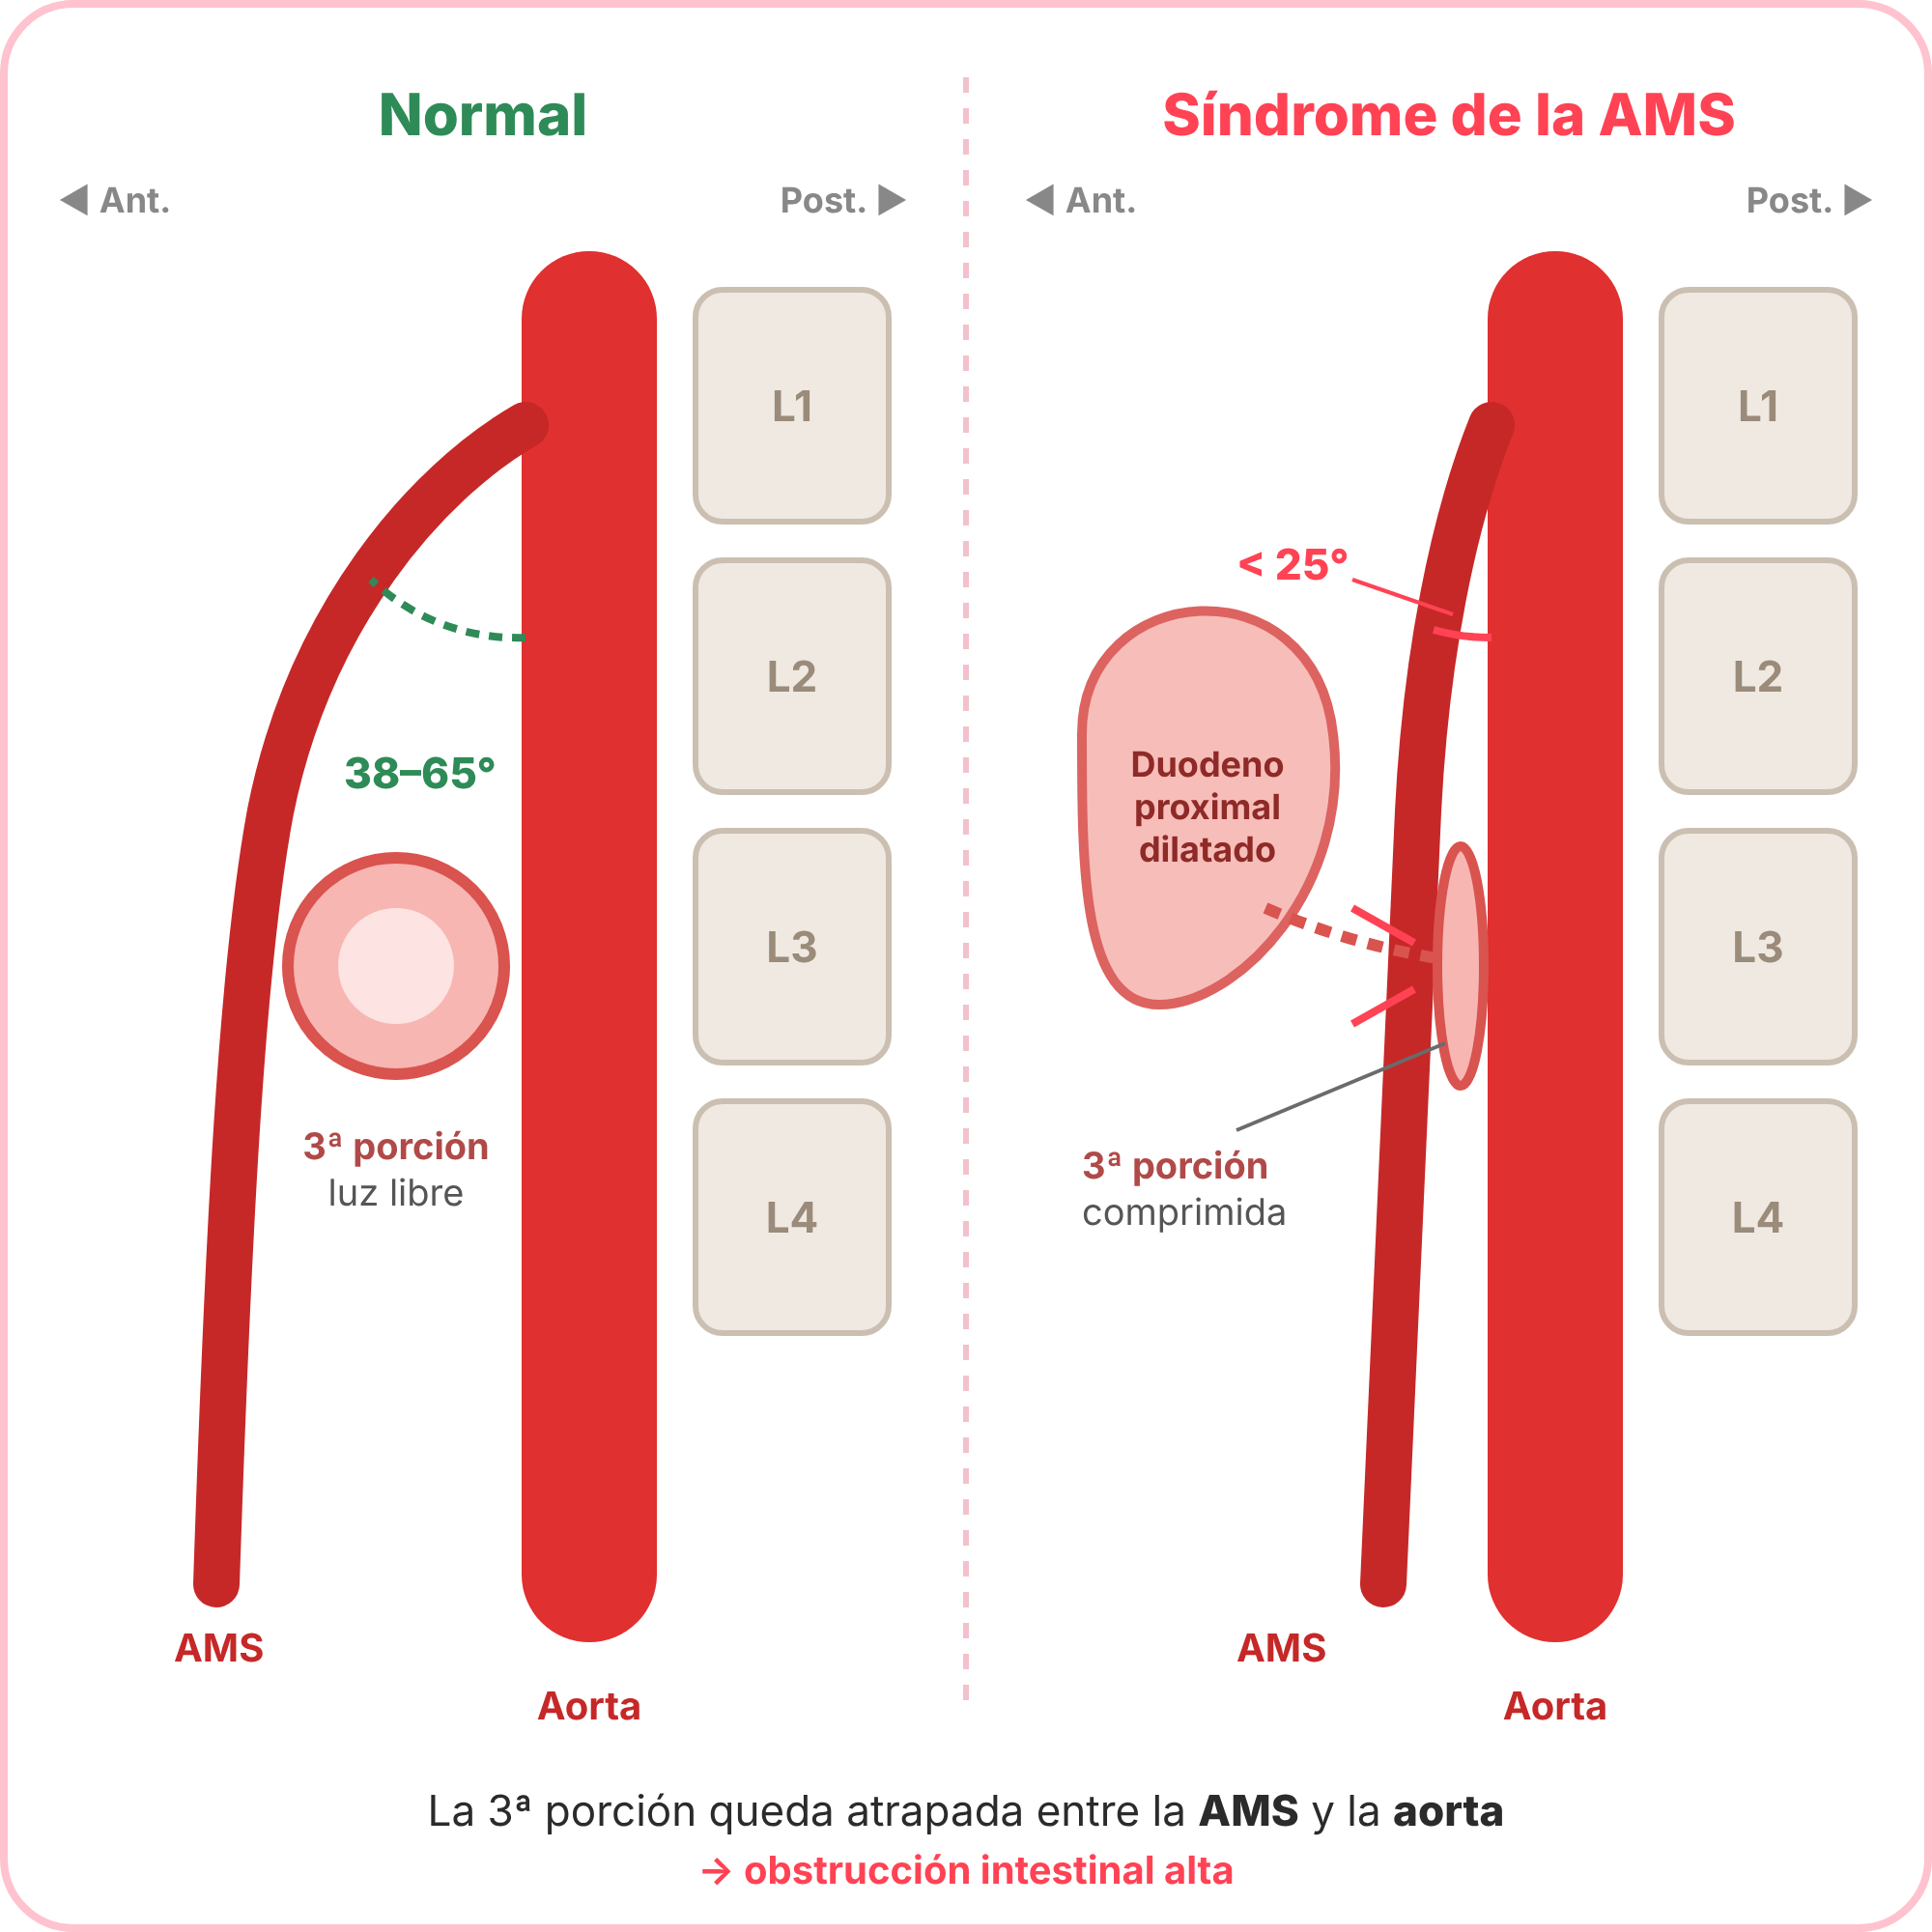 Normal
◀ Ant.
Post. ▶
L1
L2
38–65°
L3
3ª porción
luz libre
L4
AMS
Aorta
Síndrome de la AMS
◀ Ant.
Post. ▶
L1
< 25°
L2
Duodeno
proximal
dilatado
L3
3ª porción
comprimida
L4
AMS
Aorta
La 3ª porción queda atrapada entre la AMS y la aorta
→ obstrucción intestinal alta